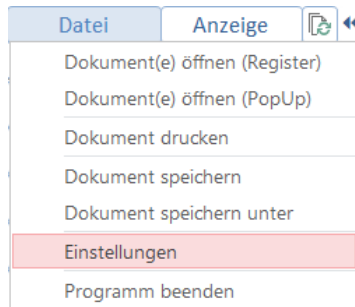 Datei Anzeige
Dokument(e) öffnen (Register)
Dokument(e) öffnen (PopUp)
Dokument drucken
Dokument speichern
Dokument speichern unter
Einstellungen
Programm beenden